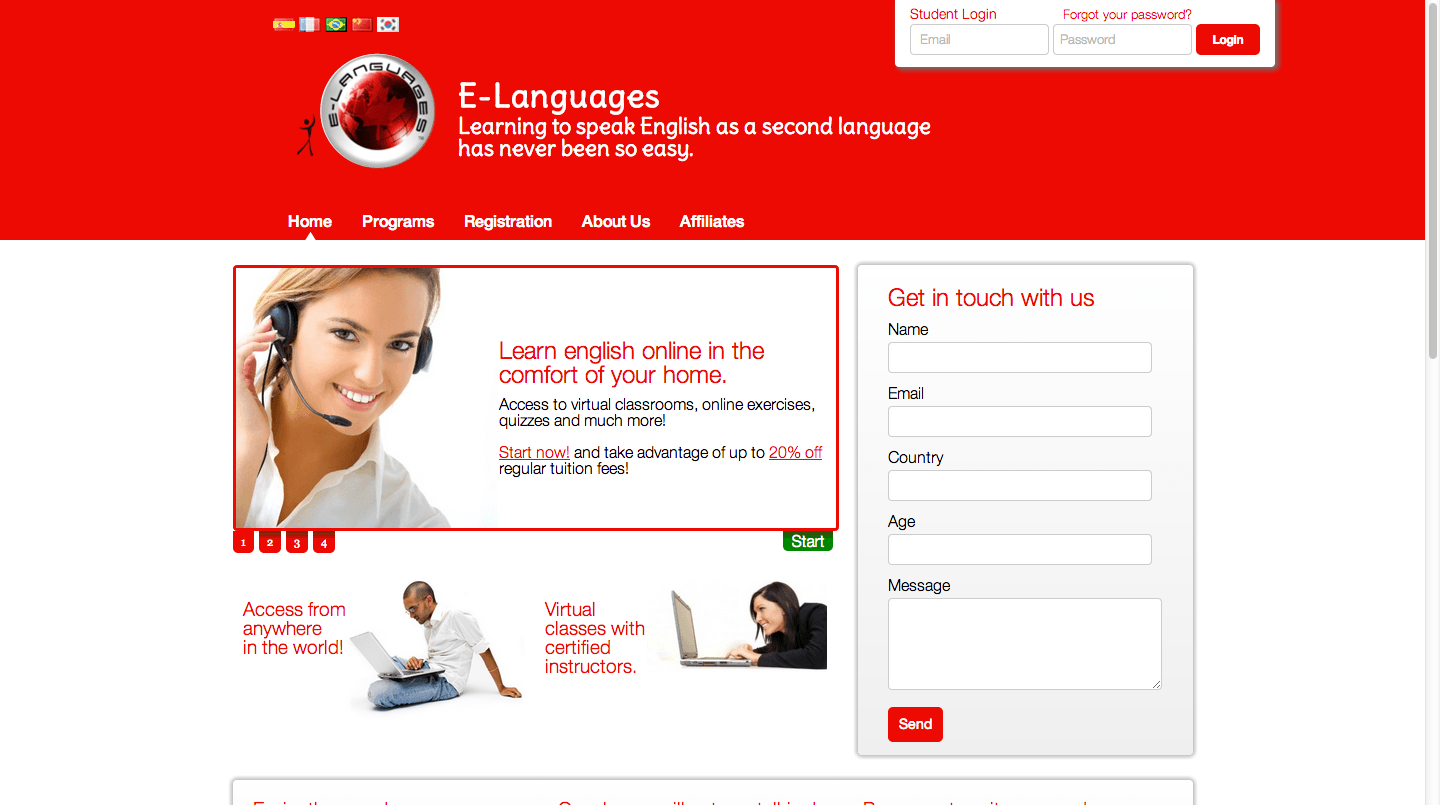 Student Login
Forgot your password?
Email
Password
Login
E-LANGUAGES
E-Languages
Learning to speak English as a second language
has never been so easy.
Home
Programs
Registration
About Us
Affiliates
Learn english online in the
comfort of your home.
Access to virtual classrooms, online exercises,
quizzes and much more!
Start now! and take advantage of up to 20% off
regular tuition fees!
1
2
3
4
Start
Access from
anywhere
in the world!
Virtual
classes with
certified
instructors.
Get in touch with us
Name
Email
Country
Age
Message
Send